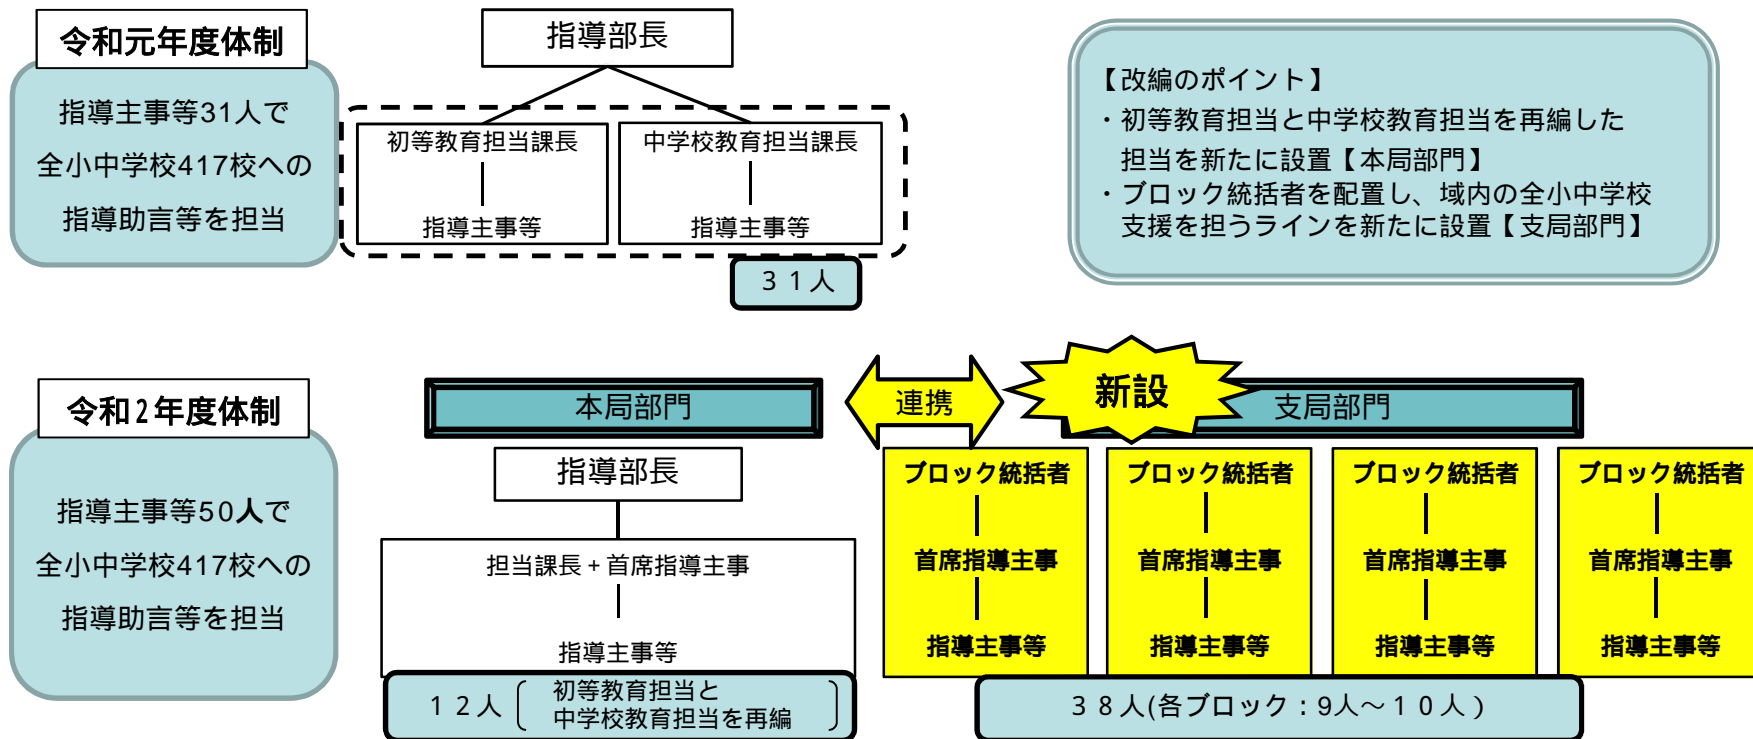 令和元年度体制
指導主事等31人で
全小中学校417校への
指導助言等を担当
指導部長
初等教育担当課長
指導主事等
中学校教育担当課長
指導主事等
３１人
【改編のポイント】
・初等教育担当と中学校教育担当を再編した
担当を新たに設置【本局部門】
・ブロック統括者を配置し、域内の全小中学校
支援を担うラインを新たに設置【支局部門】
令和2年度体制
指導主事等50人で
全小中学校417校への
指導助言等を担当
本局部門
連携
新設
支局部門
指導部長
担当課長+首席指導主事
指導主事等
１２人
初等教育担当と
中学校教育担当を再編
ブロック統括者
首席指導主事
指導主事等
ブロック統括者
首席指導主事
指導主事等
ブロック統括者
首席指導主事
指導主事等
ブロック統括者
首席指導主事
指導主事等
３８人(各ブロック：9人～１０人）